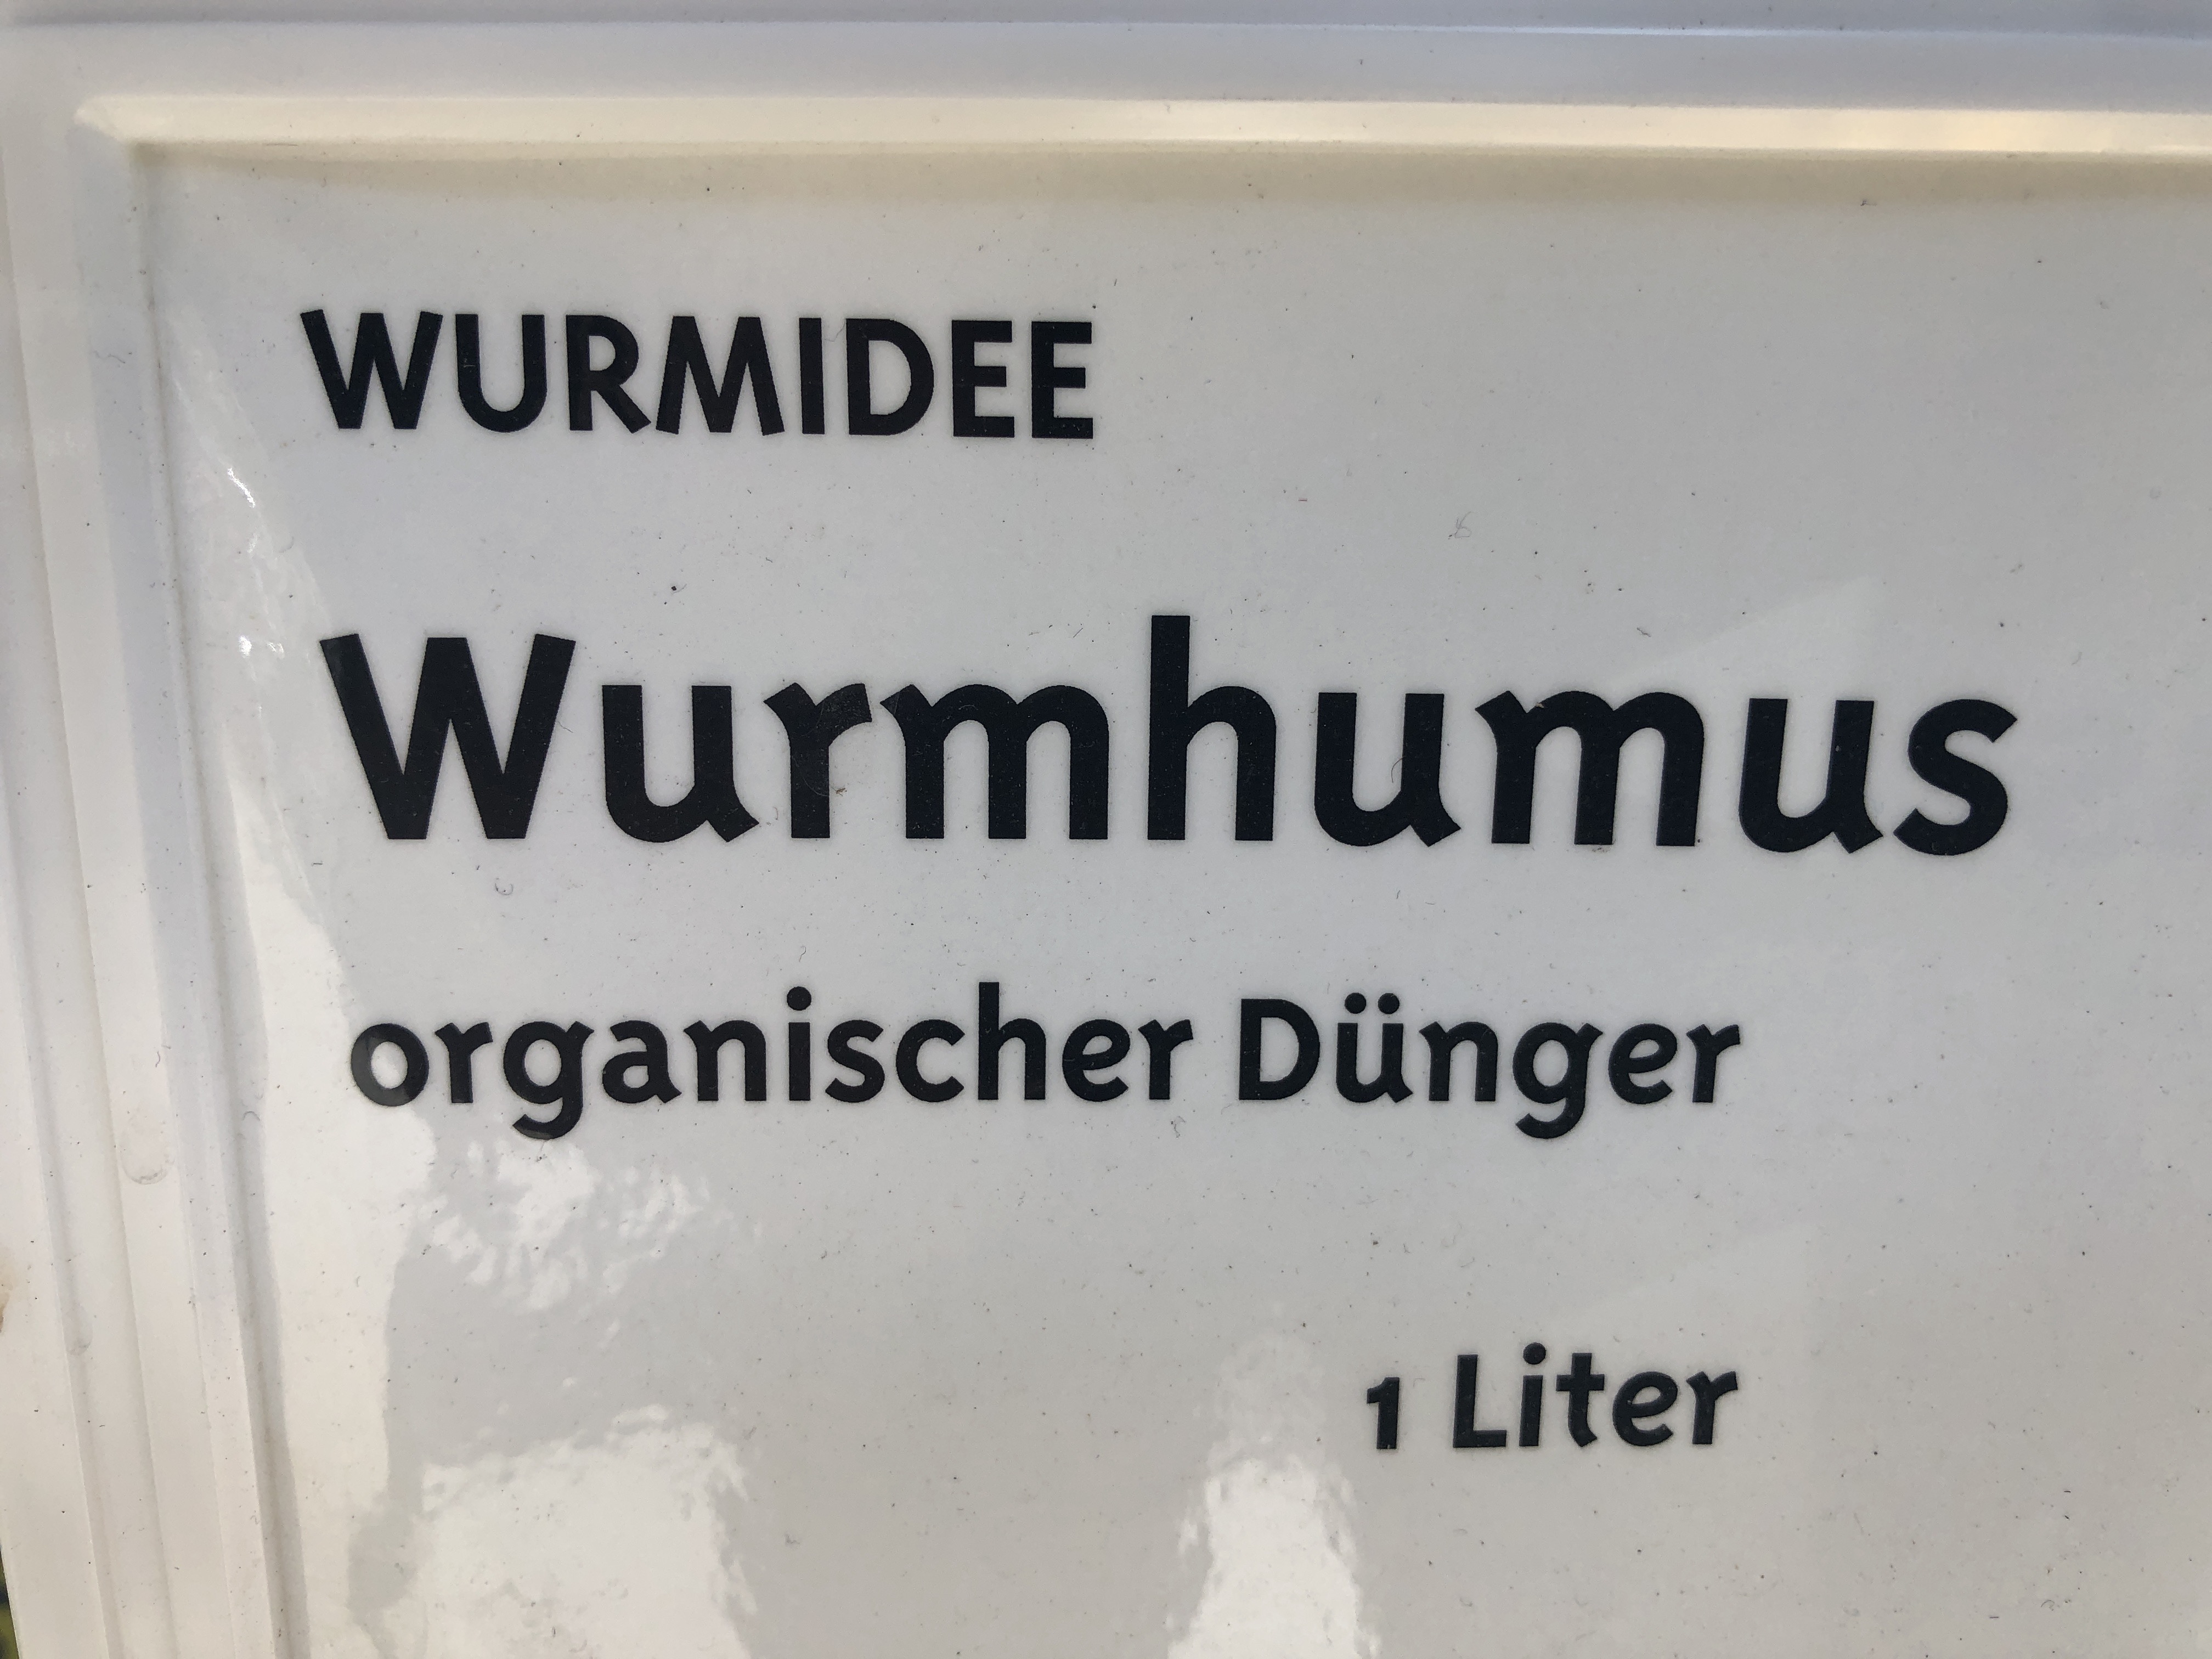 WURMIDEE
Wurmhumus
organischer Dünger
1 Liter